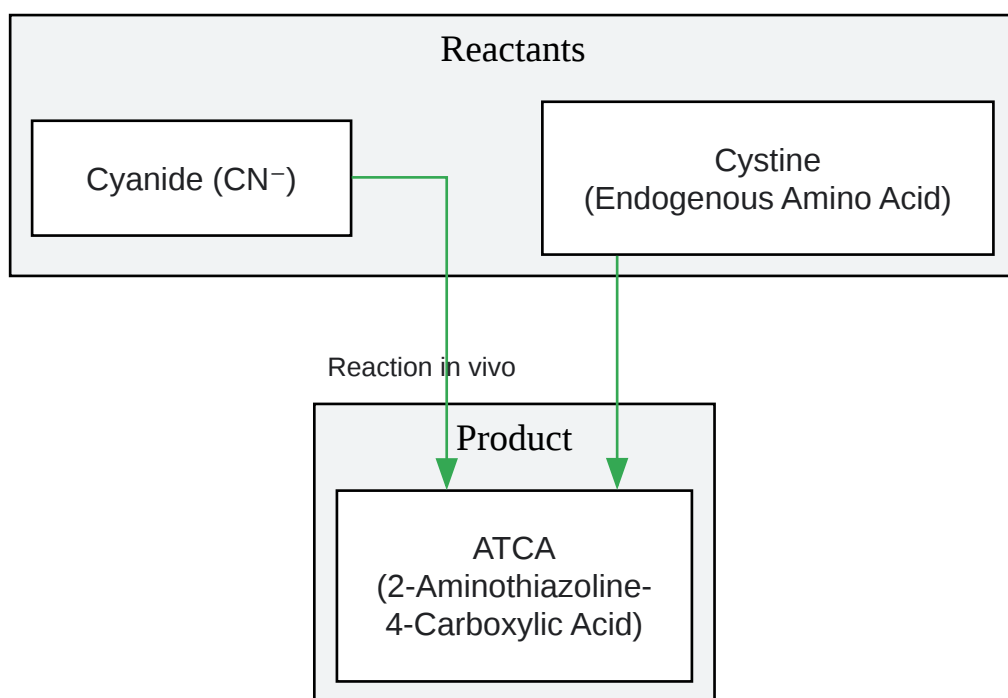 Reactants
Cyanide (CN⁻)
Cystine
(Endogenous Amino Acid)
Reaction in vivo
Product
ATCA
(2-Aminothiazoline-
4-Carboxylic Acid)